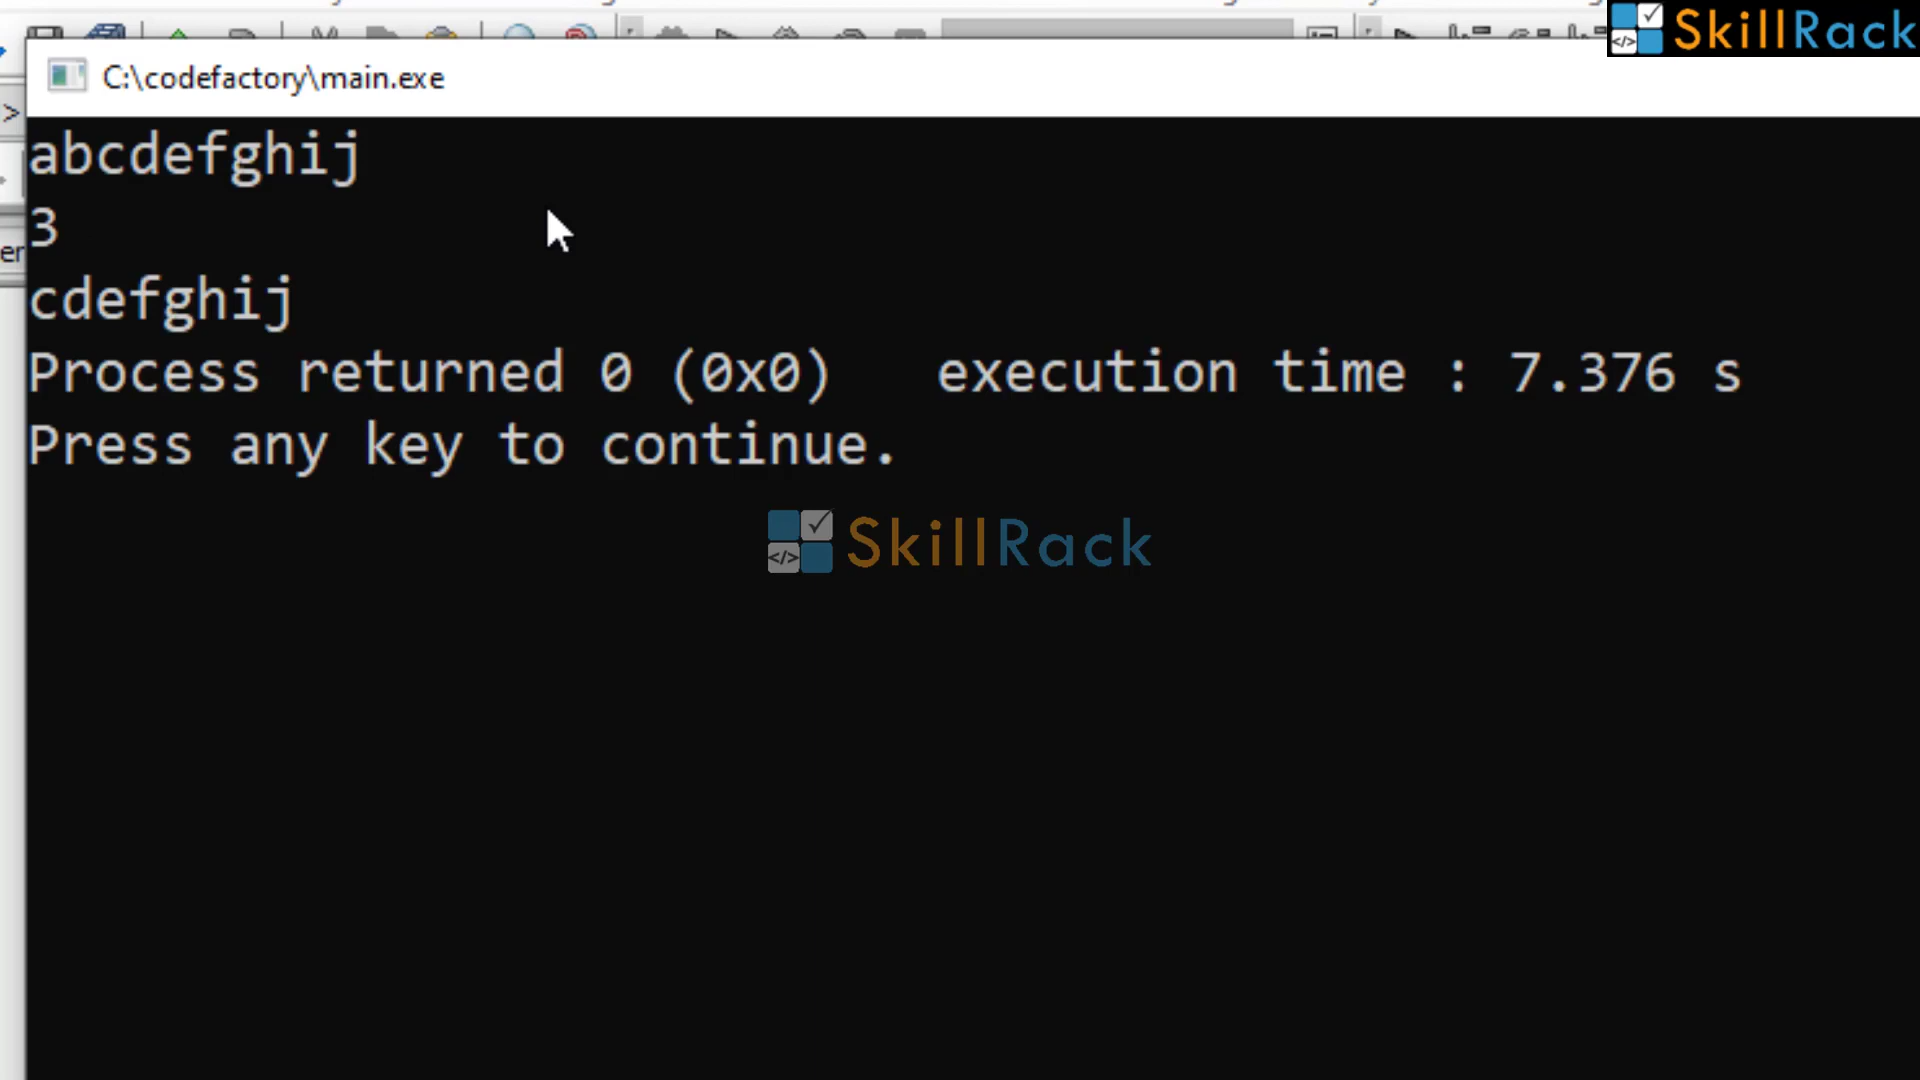 SkillRack
C:\codefactory\main.exe
abcdefghij
3
cdefghij
Process returned 0 (0x0)   execution time : 7.376 s
Press any key to continue.
SkillRack